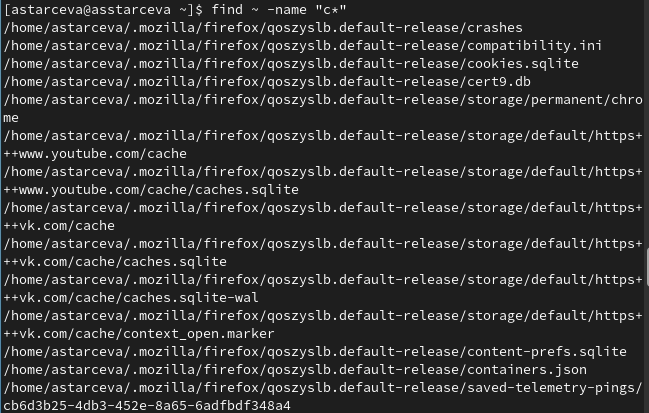 [astarceva@asstarceva ~]$ find ~ -name "c*"
/home/astarceva/.mozilla/firefox/qoszyslb.default-release/crashes
/home/astarceva/.mozilla/firefox/qoszyslb.default-release/compatibility.ini
/home/astarceva/.mozilla/firefox/qoszyslb.default-release/cookies.sqlite
/home/astarceva/.mozilla/firefox/qoszyslb.default-release/cert9.db
/home/astarceva/.mozilla/firefox/qoszyslb.default-release/storage/permanent/chro
me
/home/astarceva/.mozilla/firefox/qoszyslb.default-release/storage/default/https+
++www.youtube.com/cache
/home/astarceva/.mozilla/firefox/qoszyslb.default-release/storage/default/https+
++www.youtube.com/cache/caches.sqlite
/home/astarceva/.mozilla/firefox/qoszyslb.default-release/storage/default/https+
++vk.com/cache
/home/astarceva/.mozilla/firefox/qoszyslb.default-release/storage/default/https+
++vk.com/cache/caches.sqlite
/home/astarceva/.mozilla/firefox/qoszyslb.default-release/storage/default/https+
++vk.com/cache/caches.sqlite-wal
/home/astarceva/.mozilla/firefox/qoszyslb.default-release/storage/default/https+
++vk.com/cache/context_open.marker
/home/astarceva/.mozilla/firefox/qoszyslb.default-release/content-prefs.sqlite
/home/astarceva/.mozilla/firefox/qoszyslb.default-release/containers.json
/home/astarceva/.mozilla/firefox/qoszyslb.default-release/saved-telemetry-pings/
cb6d3b25-4db3-452e-8a65-6adfbdf348a4